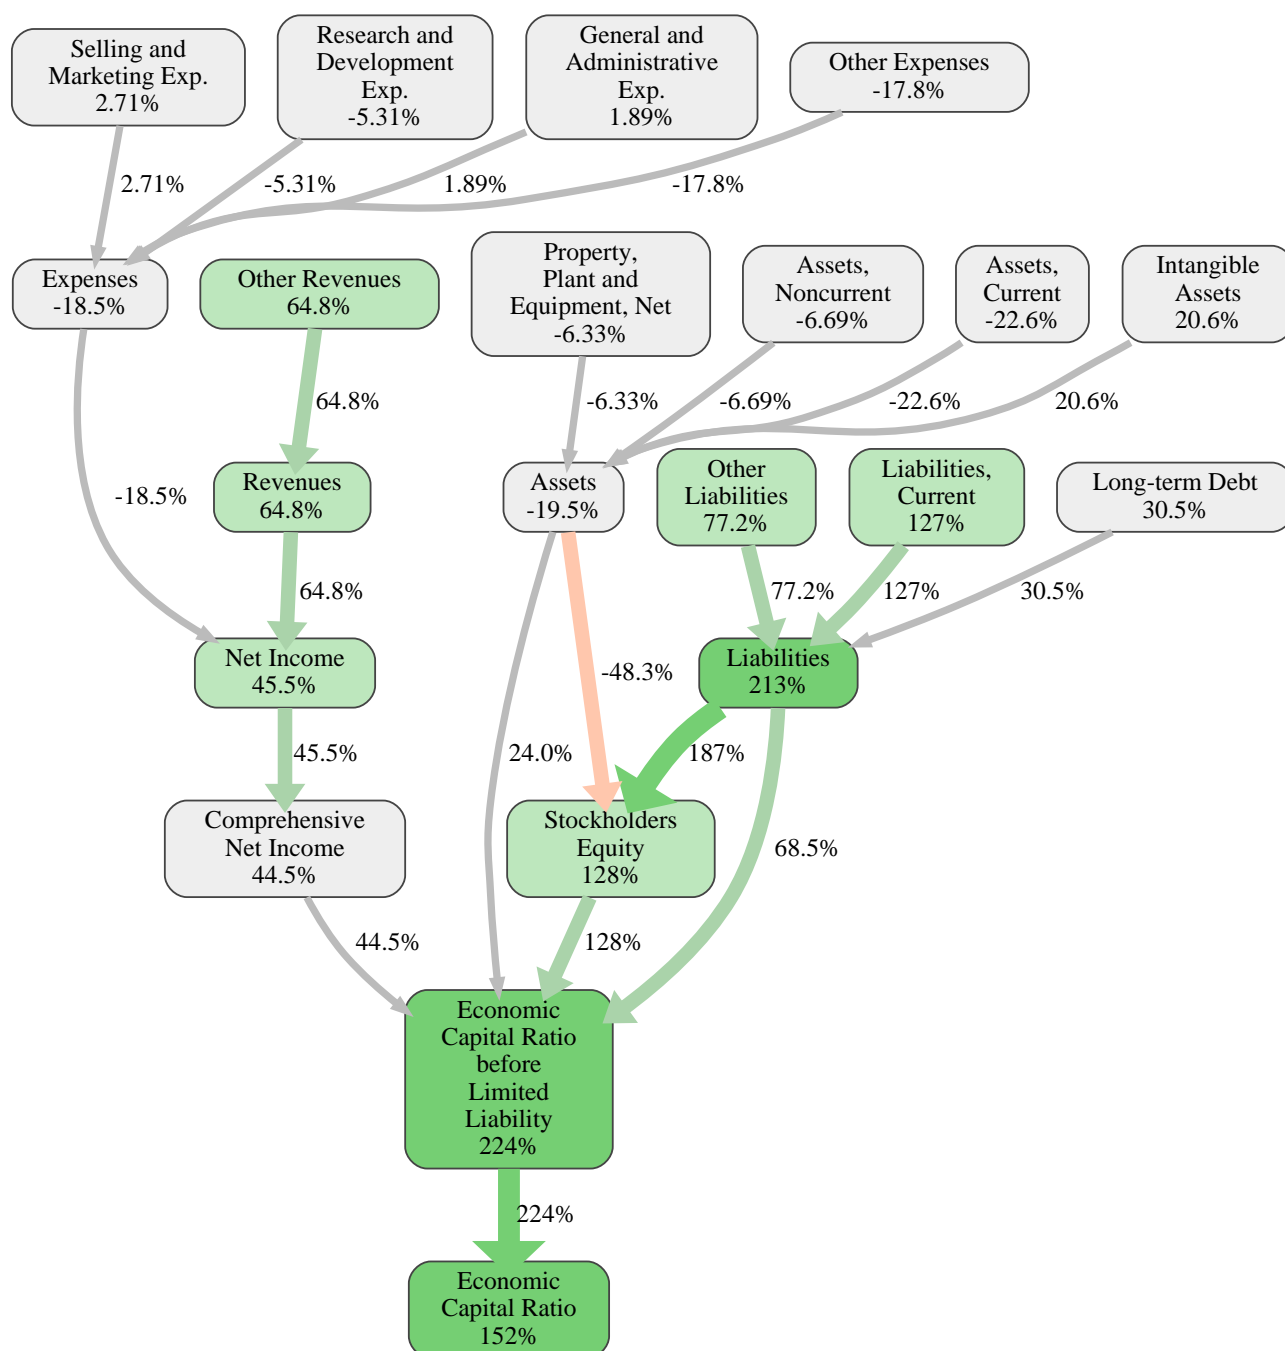 Selling and
Marketing Exp.
2.71%
Research and
Development
Exp.
-5.31%
General and
Administrative
Exp.
1.89%
Other Expenses
-17.8%
2.71%
-5.31%
1.89%
-17.8%
Expenses
-18.5%
Other Revenues
64.8%
Property,
Plant and
Equipment, Net
-6.33%
Assets,
Noncurrent
-6.69%
Assets,
Current
-22.6%
Intangible
Assets
20.6%
64.8%
-6.33%
-6.69%
-22.6%
20.6%
-18.5%
Revenues
64.8%
Assets
-19.5%
Other
Liabilities
77.2%
Liabilities,
Current
127%
Long-term Debt
30.5%
64.8%
77.2%
127%
30.5%
Net Income
45.5%
-48.3%
Liabilities
213%
45.5%
24.0%
187%
Comprehensive
Net Income
44.5%
Stockholders
Equity
128%
68.5%
44.5%
128%
Economic
Capital Ratio
before
Limited
Liability
224%
224%
Economic
Capital Ratio
152%